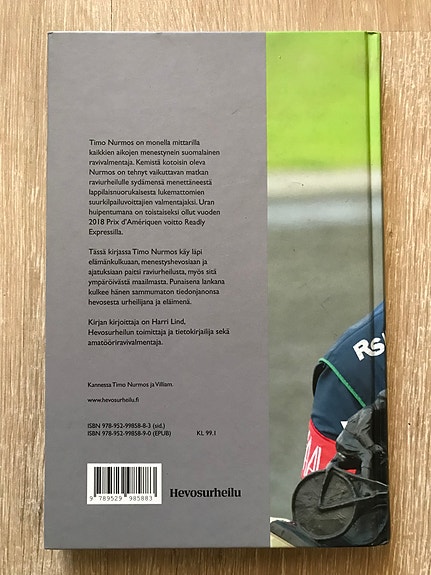 Timo Nurmos on monella mittarilla
kaikkien aikojen menestynein suomalainen
ravivalmentaja. Kemistä kotoisin oleva
Nurmos on tehnyt vaikuttavan matkan
raviurheilulle sydämensä menettäneestä
lappilaisnuorukaisesta lukemattomien
suurkilpailuvoittajien valmentajaksi. Uran
huipentumana on toistaiseksi ollut vuoden
2018 Prix d'Amériquen voitto Readly
Expressilla.
Tässä kirjassa Timo Nurmos käy läpi
elämänkulkuaan, menestyshevosiaan ja
ajatuksiaan paitsi raviurheilusta, myös sitä
ympäröivästä maailmasta. Punaisena lankana
kulkee hänen sammumaton tiedonjanonsa
hevosesta urheilijana ja eläimenä.
Kirjan kirjoittaja on Harri Lind,
Hevosurheilun toimittaja ja tietokirjailija sekä
amatööriravivalmentaja.
Kannessa Timo Nurmos ja Villiam.
www.hevosurheilu.fi
ISBN 978-952-99858-8-3 (sid.)
ISBN 978-952-99858-9-0 (EPUB) KL 99.1
9 789529 985883
Hevosurheilu